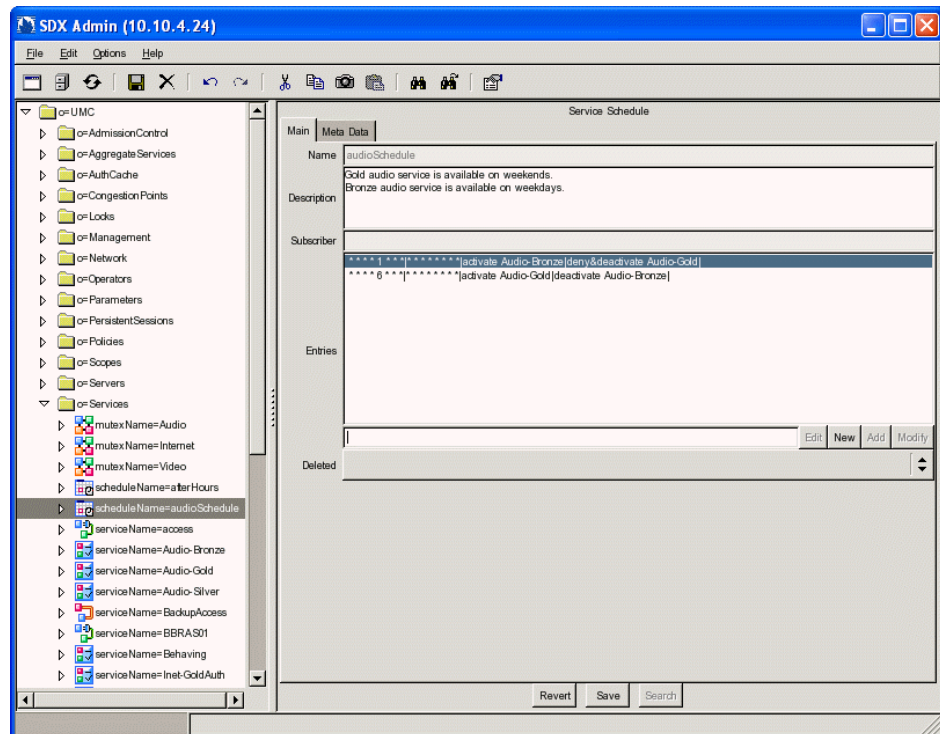 SDX Admin (10.10.4.24)
File Edit Options Help
o=UMC
o=AdmissionControl
o=AggregateServices
o=AuthCache
o=CongestionPoints
o=Locks
o=Management
o=Network
o=Operators
o=Parameters
o=PersistentSessions
o=Policies
o=Scopes
o=Servers
o=Services
mutexName=Audio
mutexName=Internet
mutexName=Video
scheduleName=afterHours
scheduleName=audioSchedule
serviceName=access
serviceName=Audio-Bronze
serviceName=Audio-Gold
serviceName=Audio-Silver
serviceName=BackupAccess
serviceName=BBRAS01
serviceName=Behaving
serviceName=Inet-GoldAuth
Service Schedule
Main Meta Data
Name audioSchedule
Description
Gold audio service is available on weekends.
Bronze audio service is available on weekdays.
Subscriber
Entries
* * * * 1 * * *|* * * * * * * *|activate Audio-Bronze|deny&deactivate Audio-Gold|
* * * * 6 * * *|* * * * * * * *|activate Audio-Gold|deactivate Audio-Bronze|
Edit New Add Modify
Deleted
Revert Save Search